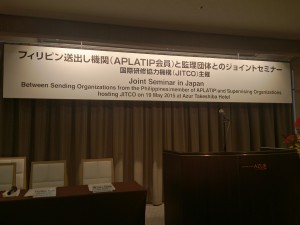 フィリピン送出し機関(APLATIP会員)と監理団体とのジョイントセミナー
国際研修協力機構(JITCO)主催
Joint Seminar in Japan
Between Sending Organizations from the Philippines(member of APLATIP)and Supervising Organizations
hosting JITCO on 18 May 2015 at Azur Takeshiba Hotel